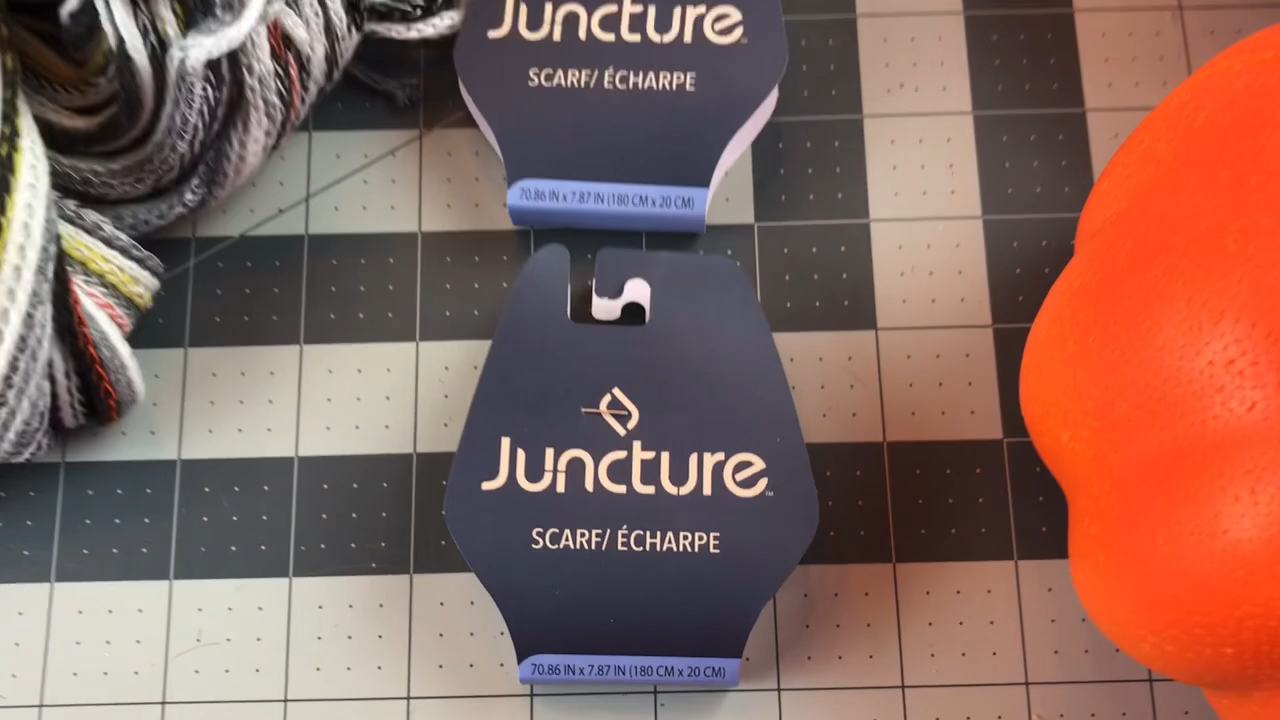 Juncture
SCARF/ ÉCHARPE
70.86 IN x 7.87 IN (180 CM x 20 CM)
Juncture™
SCARF/ ÉCHARPE
70.86 IN x 7.87 IN (180 CM x 20 CM)